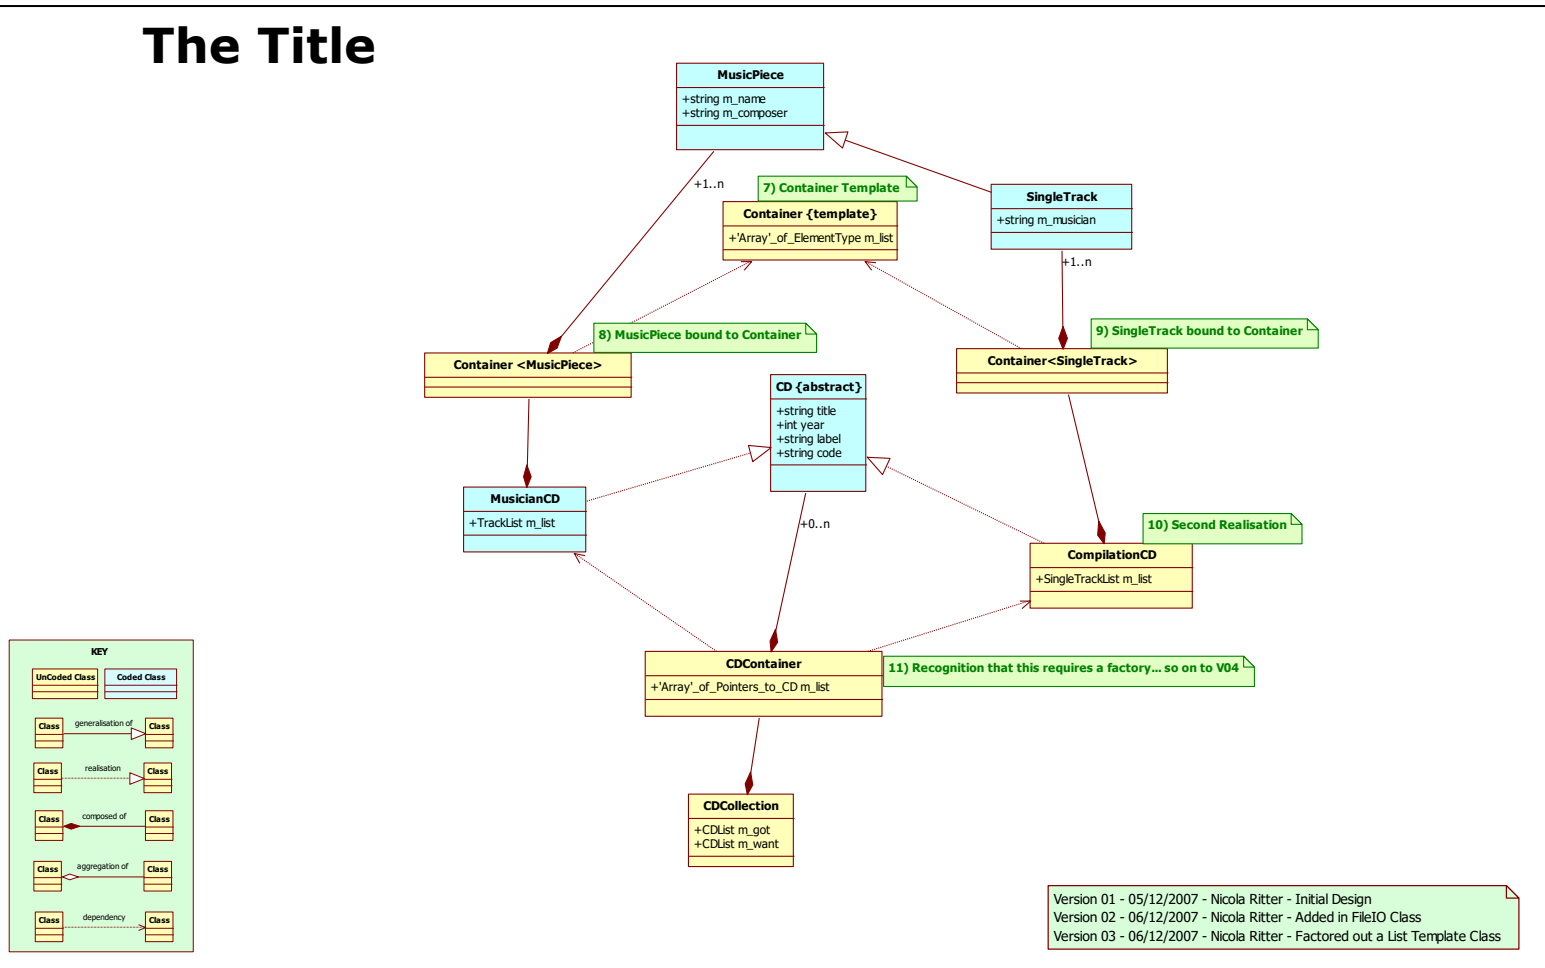 The Title
MusicPiece
+string m_name
+string m_composer
+1..n
7) Container Template
Container {template}
+'Array'_of_ElementType m_list
SingleTrack
+string m_musician
+1..n
8) MusicPiece bound to Container
Container <MusicPiece>
9) SingleTrack bound to Container
Container<SingleTrack>
CD {abstract}
+string title
+int year
+string label
+string code
MusicianCD
+TrackList m_list
+0..n
10) Second Realisation
CompilationCD
+SingleTrackList m_list
CDContainer
+'Array'_of_Pointers_to_CD m_list
11) Recognition that this requires a factory... so on to V04
CDCollection
+CDList m_got
+CDList m_want
KEY
UnCoded Class
Coded Class
Class
generalisation of
Class
Class
realisation
Class
Class
composed of
Class
Class
aggregation of
Class
Class
dependency
Class
Version 01 - 05/12/2007 - Nicola Ritter - Initial Design
Version 02 - 06/12/2007 - Nicola Ritter - Added in FileIO Class
Version 03 - 06/12/2007 - Nicola Ritter - Factored out a List Template Class